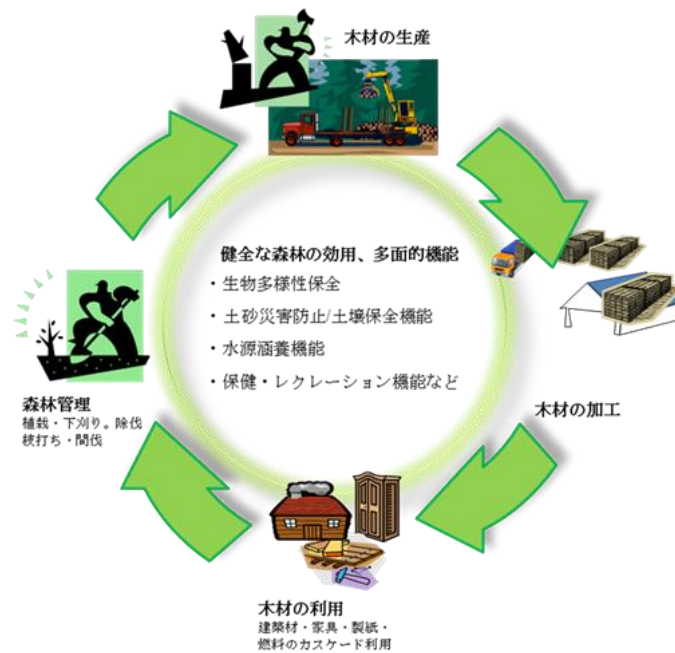 木材の生産
健全な森林の効用、多面的機能
・生物多様性保全
・土砂災害防止/土壌保全機能
・水源涵養機能
・保健・レクレーション機能など
木材の加工
森林管理
植栽・下刈り。除伐
枝打ち・間伐
木材の利用
建築材・家具・製紙・
燃料のカスケード利用